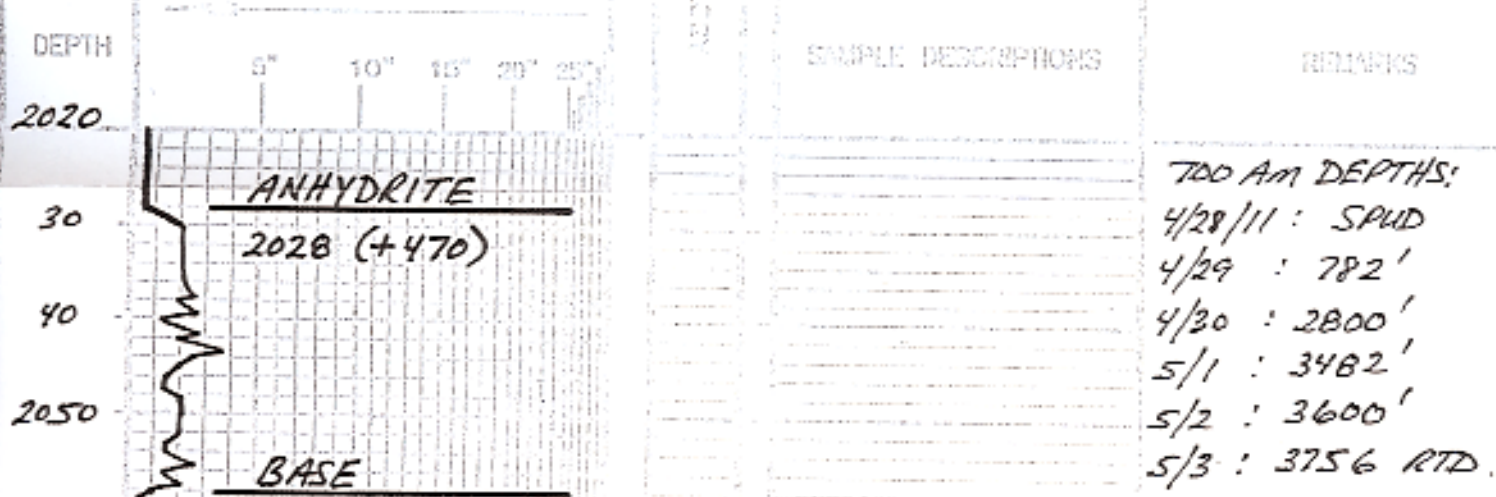 DEPTH
5" 10" 15" 20" 25"
SAMPLE DESCRIPTIONS
REMARKS
2020
30
40
2050
ANHYDRITE
2028 (+470)
BASE
700 AM DEPTHS:
4/28/11 : SPUD
4/29 : 782'
4/30 : 2800'
5/1 : 3482'
5/2 : 3600'
5/3 : 3756 RTD.